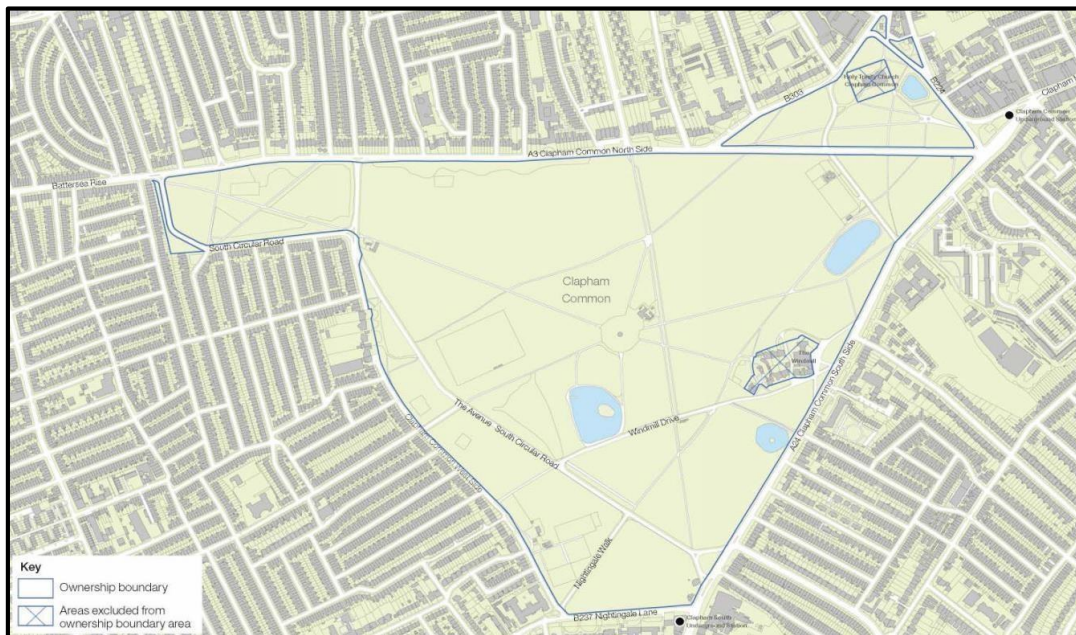 Holy Trinity Church
Clapham Common
B303
B224
Clapham
Clapham Common
Underground Station
A3 Clapham Common North Side
Battersea Rise
South Circular Road
Clapham
Common
The
Windmill
A24 Clapham Common South Side
The Avenue - South Circular Road
Clapham Common West Side
Windmill Drive
Nightingale Walk
B237 Nightingale Lane
Clapham South
Underground Station
Key
Ownership boundary
Areas excluded from
ownership boundary area